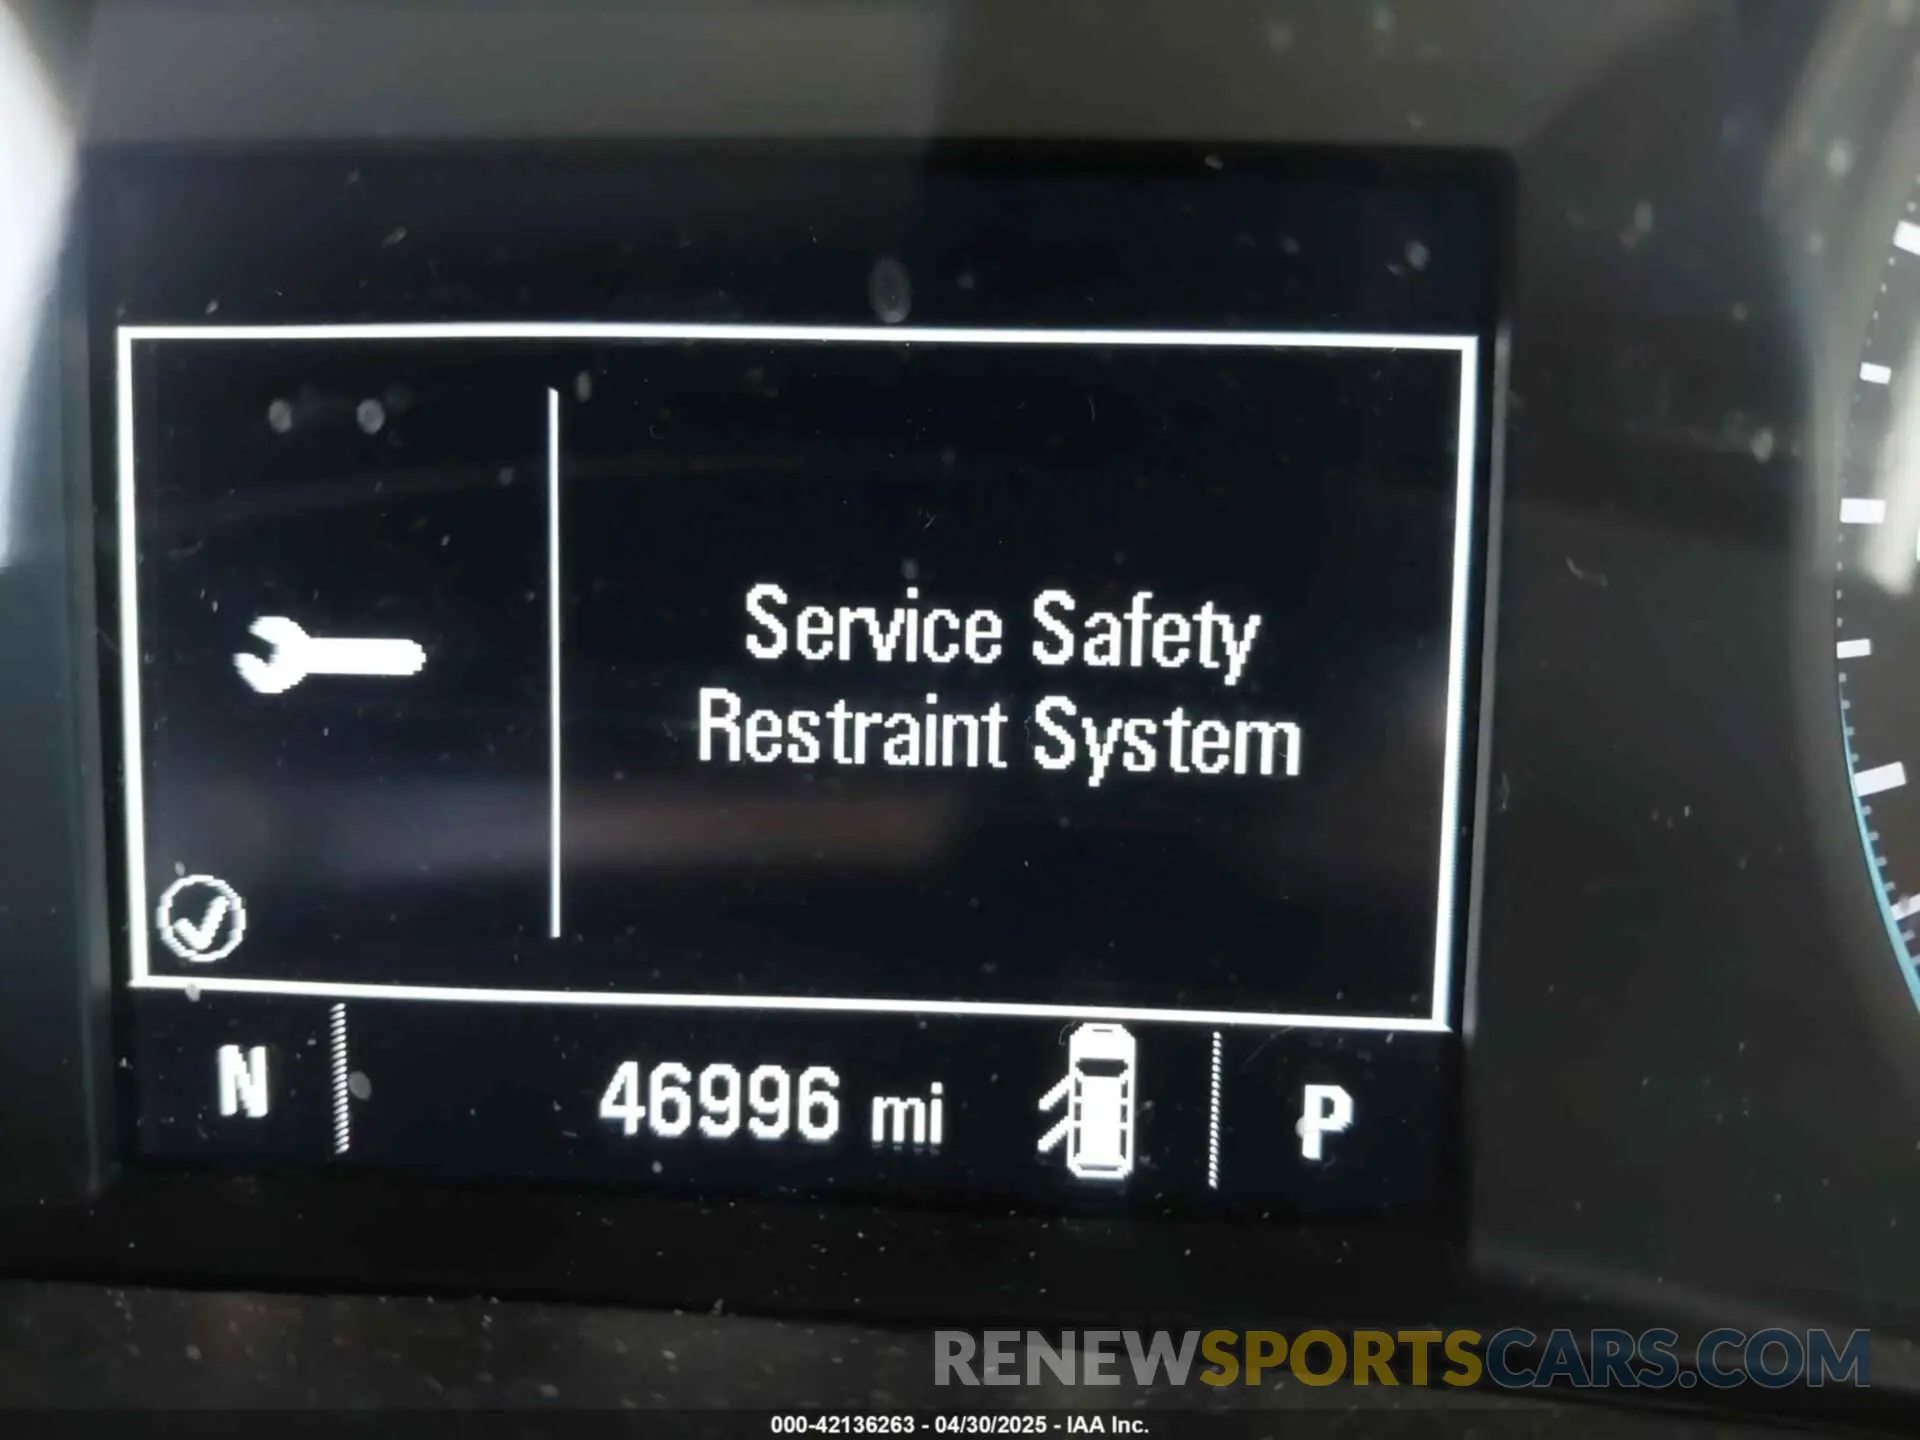 Service Safety
Restraint System
N
46996 mi
P
RENEWSPORTSCARS.COM
000-42136263 - 04/30/2025 - IAA Inc.